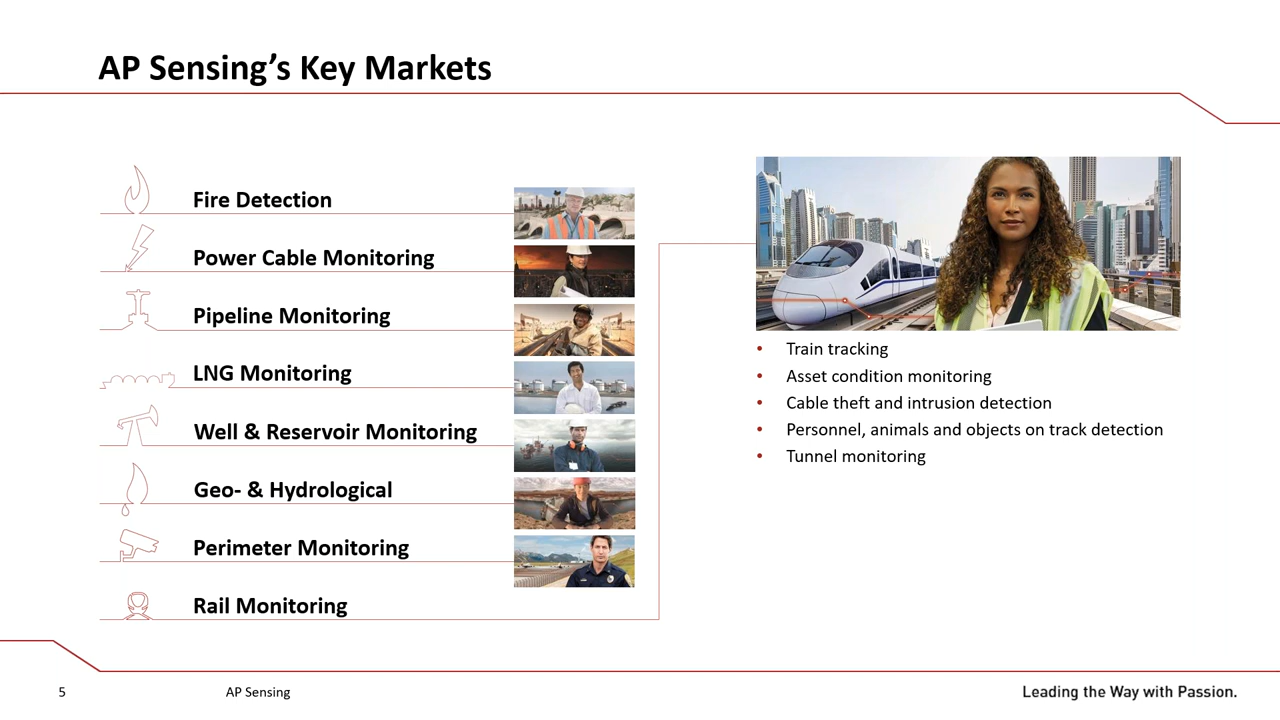 AP Sensing’s Key Markets
Fire Detection
Power Cable Monitoring
Pipeline Monitoring
LNG Monitoring
Well & Reservoir Monitoring
Geo- & Hydrological
Perimeter Monitoring
Rail Monitoring
• Train tracking
• Asset condition monitoring
• Cable theft and intrusion detection
• Personnel, animals and objects on track detection
• Tunnel monitoring
5
AP Sensing
Leading the Way with Passion.